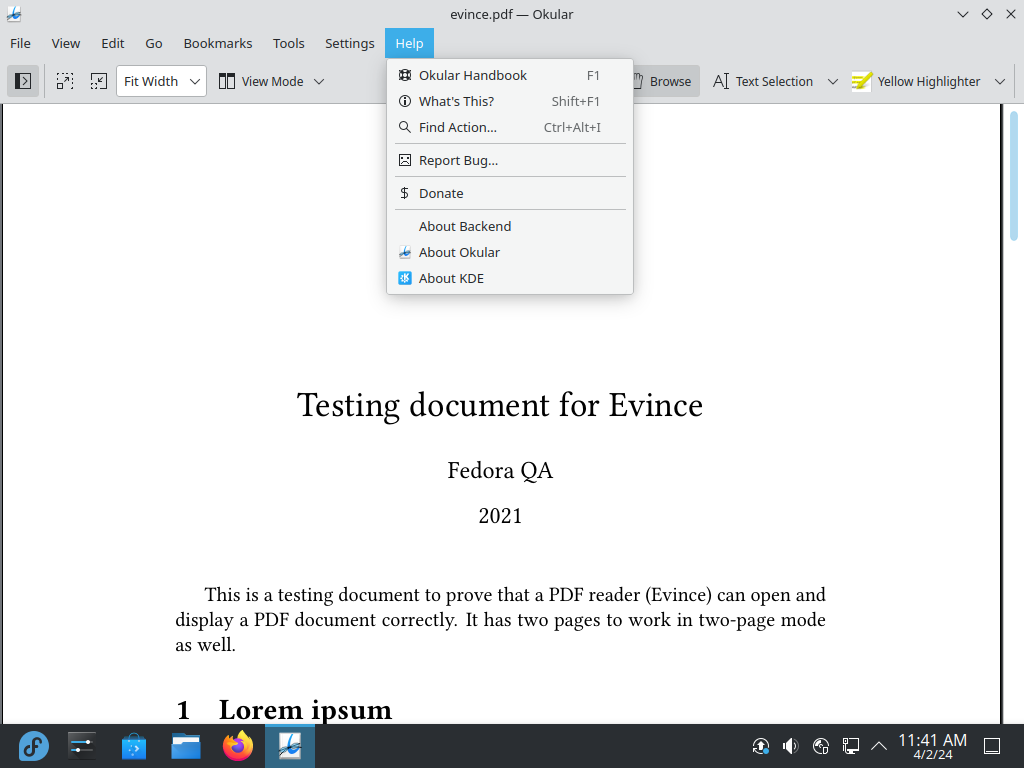 evince.pdf — Okular
File View Edit Go Bookmarks Tools Settings Help
Fit Width View Mode Browse Text Selection Yellow Highlighter
Okular Handbook F1
What's This? Shift+F1
Find Action... Ctrl+Alt+I
Report Bug...
Donate
About Backend
About Okular
About KDE
Testing document for Evince
Fedora QA
2021
This is a testing document to prove that a PDF reader (Evince) can open and
display a PDF document correctly. It has two pages to work in two-page mode
as well.
1 Lorem ipsum
11:41 AM
4/2/24